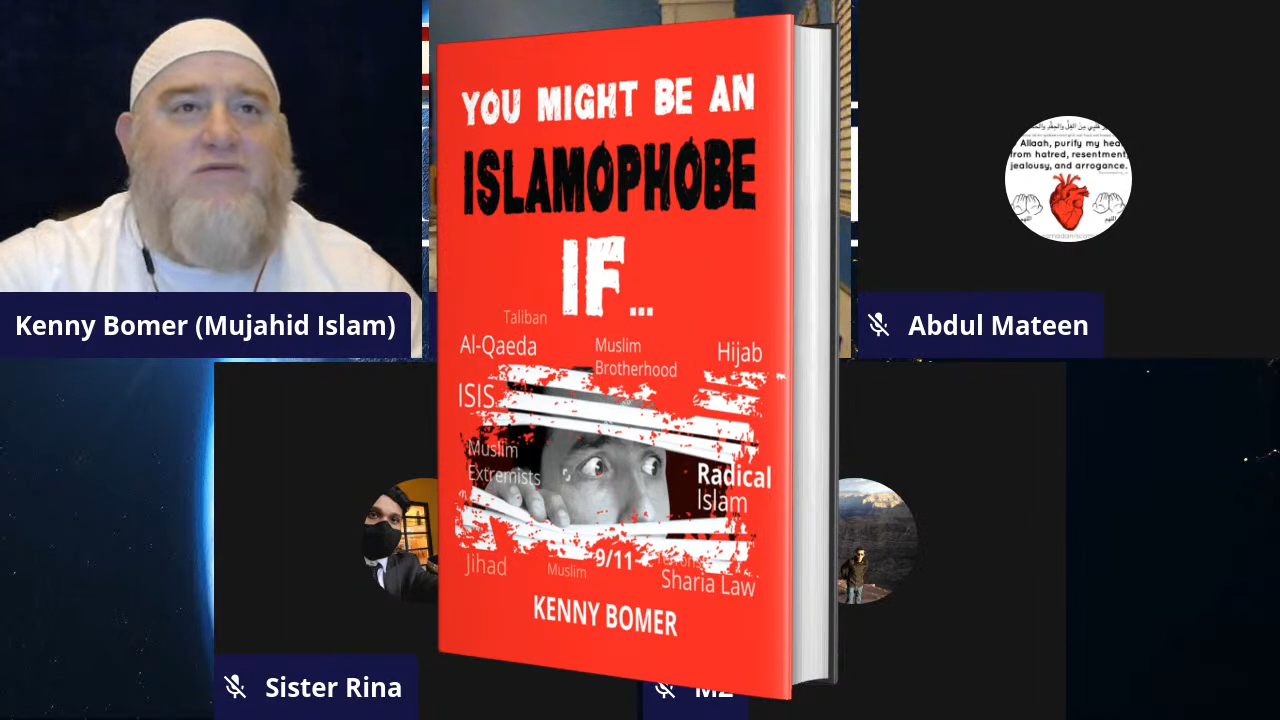 YOU MIGHT BE AN
ISLAMOPHOBE
IF...
Taliban
Al-Qaeda
Muslim
Brotherhood
Hijab
ISIS
Muslim
Extremists
Radical
Islam
9/11
Jihad
Muslim
Sharia Law
KENNY BOMER
Kenny Bomer (Mujahid Islam)
Allaah, purify my
from hatred, resentment,
jealousy, and arrogance.
اللهم
Abdul Mateen
Sister Rina